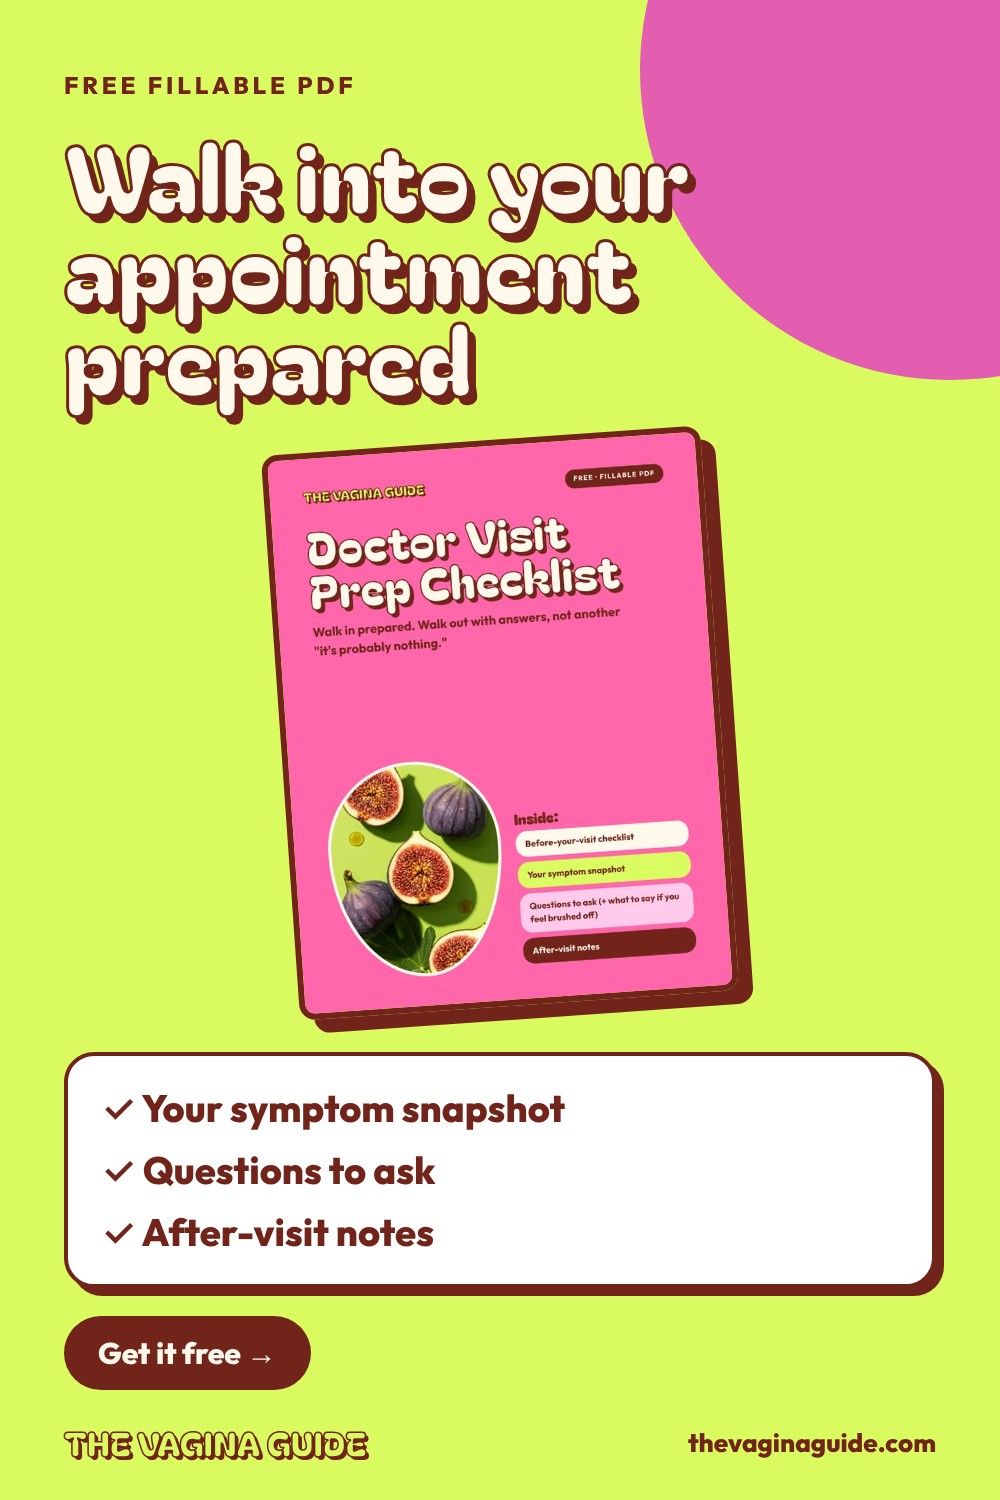 FREE FILLABLE PDF
Walk into your
appointment
prepared
THE VAGINA GUIDE
FREE · FILLABLE PDF
Doctor Visit
Prep Checklist
Walk in prepared. Walk out with answers, not another
"it's probably nothing."
Inside:
Before-your-visit checklist
Your symptom snapshot
Questions to ask (+ what to say if you
feel brushed off)
After-visit notes
✓ Your symptom snapshot
✓ Questions to ask
✓ After-visit notes
Get it free →
THE VAGINA GUIDE
thevaginaguide.com